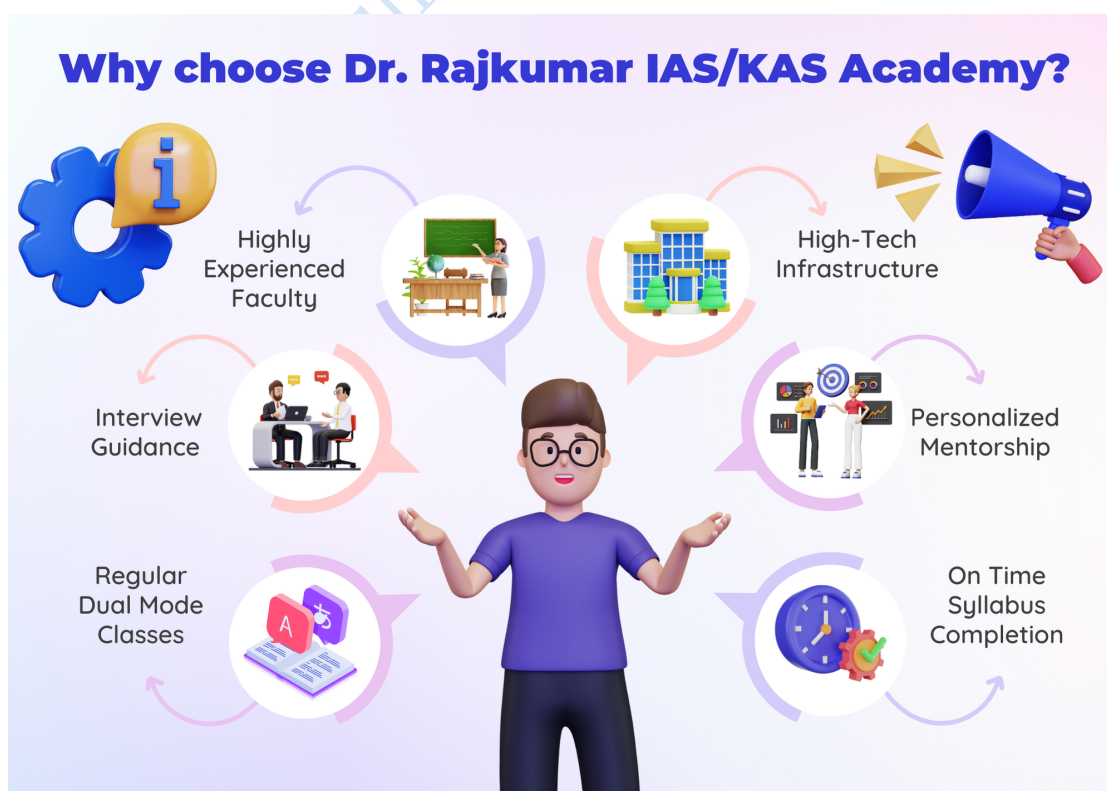 Why choose Dr. Rajkumar IAS/KAS Academy?
i
Highly
Experienced
Faculty
High-Tech
Infrastructure
Interview
Guidance
Personalized
Mentorship
Regular
Dual Mode
Classes
A
あ
On Time
Syllabus
Completion